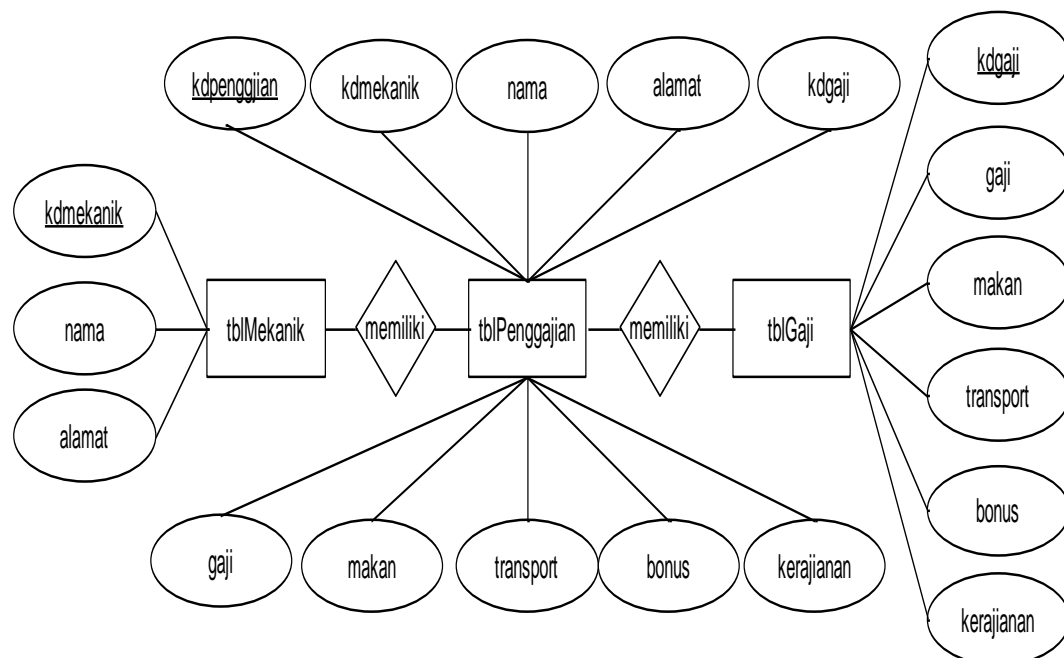 kdpenggjian
kdmekanik
nama
alamat
kdgaji
kdgaji
gaji
kdmekanik
makan
nama
tblMekanik
memiliki
tblPenggajian
memiliki
tblGaji
transport
alamat
bonus
gaji
makan
transport
bonus
kerajianan
kerajianan